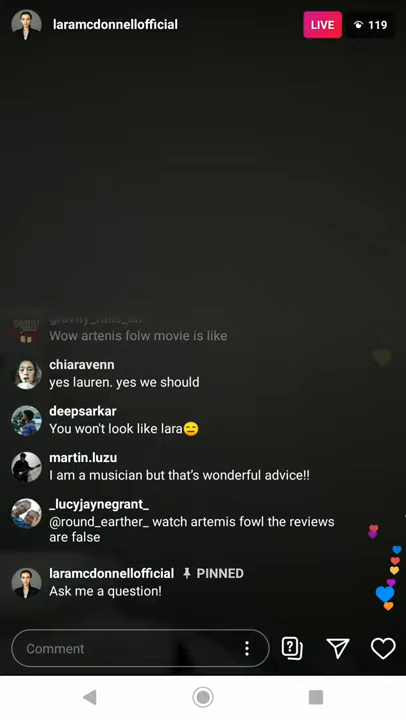 laramcdonnellofficial
LIVE
119
Wow artenis folw movie is like
chiaravenn
yes lauren. yes we should
deepsarkar
You won't look like lara😑
martin.luzu
I am a musician but that's wonderful advice!!
_lucyjaynegrant_
@round_earther_ watch artemis fowl the reviews
are false
laramcdonnellofficial PINNED
Ask me a question!
Comment